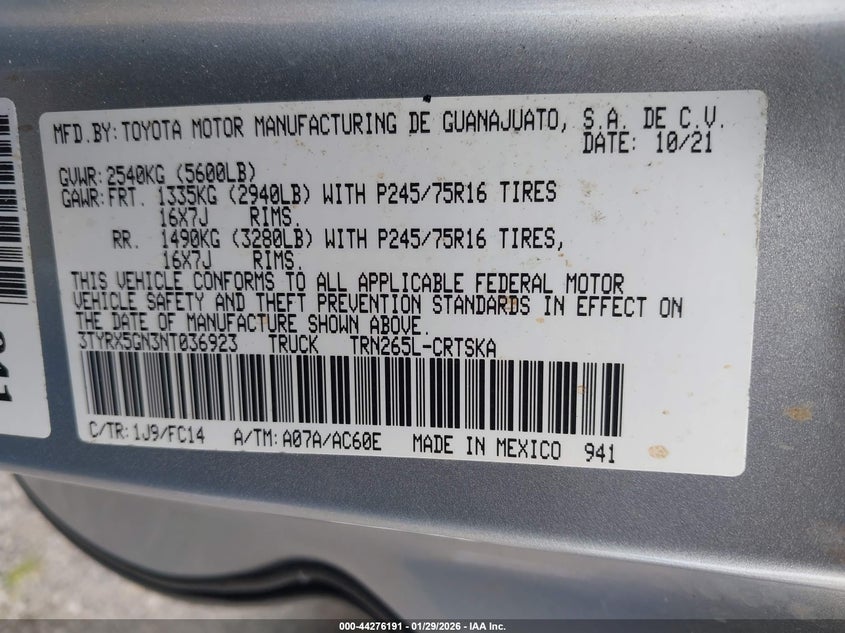 MFD.BY:TOYOTA MOTOR MANUFACTURING DE GUANAJUATO, S.A. DE C.V.
DATE: 10/21
GVWR:2540KG (5600LB)
GAWR:FRT. 1335KG (2940LB) WITH P245/75R16 TIRES
16X7J RIMS,
RR. 1490KG (3280LB) WITH P245/75R16 TIRES,
16X7J RIMS.
THIS VEHICLE CONFORMS TO ALL APPLICABLE FEDERAL MOTOR
VEHICLE SAFETY AND THEFT PREVENTION STANDARDS IN EFFECT ON
THE DATE OF MANUFACTURE SHOWN ABOVE.
3TYRX5GN3NT036923 TRUCK TRN265L-CRTSKA
C/TR:1J9/FC14 A/TM:A07A/AC60E MADE IN MEXICO 941
941
000-44276191 - 01/29/2026 - IAA Inc.